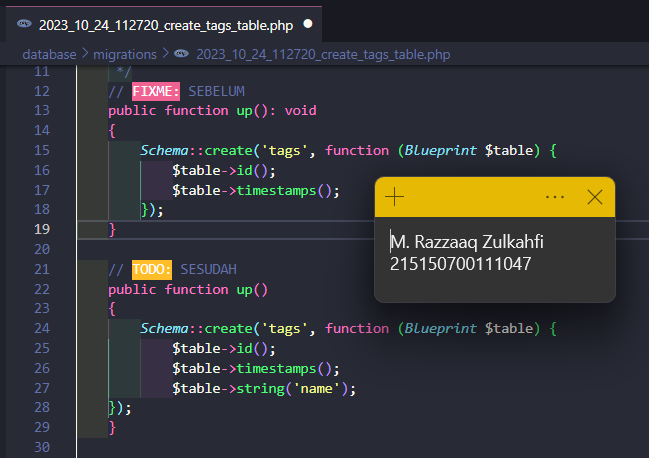 2023_10_24_112720_create_tags_table.php
database > migrations > 2023_10_24_112720_create_tags_table.php
11 */
12 // FIXME: SEBELUM
13 public function up(): void
14 {
15 Schema::create('tags', function (Blueprint $table) {
16 $table->id();
17 $table->timestamps();
18 });
19 }
20
21 // TODO: SESUDAH
22 public function up()
23 {
24 Schema::create('tags', function (Blueprint $table) {
25 $table->id();
26 $table->timestamps();
27 $table->string('name');
28 });
29 }
30
M. Razzaaq Zulkahfi
215150700111047